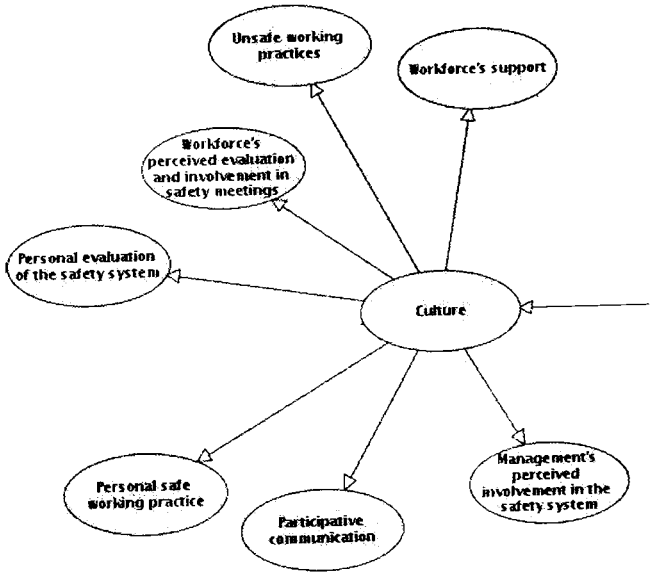 Unsafe working
practices
Workforce's support
Workforce's
perceived evaluation
and involvement in
safety meetings
Personal evaluation
of the safety system
Culture
Personal safe
working practice
Participative
communication
Management's
perceived
involvement in the
safety system